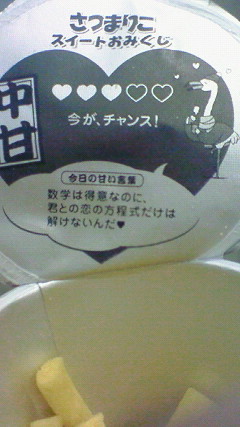 さつまりこ
スイートおみくじ
中甘
♥♥♥♡♡
今が、チャンス!
今日の甘い言葉
数学は得意なのに、
君との恋の方程式だけは
解けないんだ♥